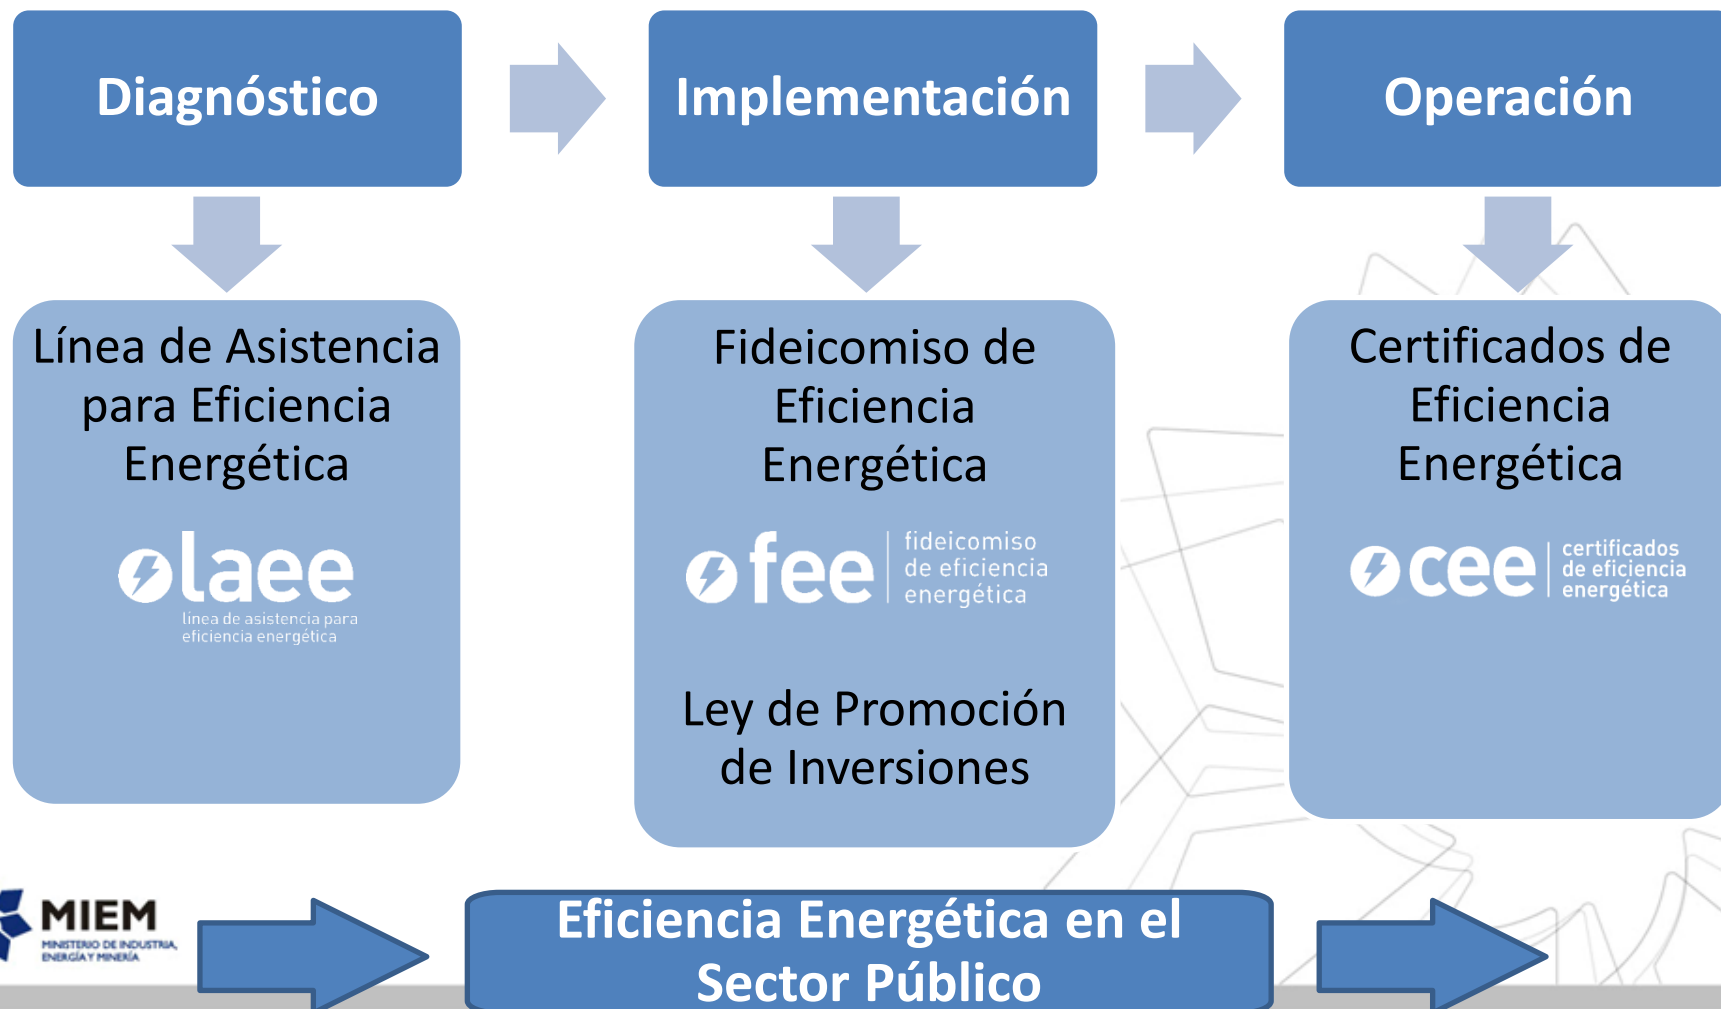 Diagnóstico
Implementación
Operación
Línea de Asistencia
para Eficiencia
Energética
laee
línea de asistencia para
eficiencia energética
Fideicomiso de
Eficiencia
Energética
fee
fideicomiso
de eficiencia
energética
Ley de Promoción
de Inversiones
Certificados de
Eficiencia
Energética
cee
certificados
de eficiencia
energética
MIEM
MINISTERIO DE INDUSTRIA,
ENERGÍA Y MINERÍA
Eficiencia Energética en el
Sector Público